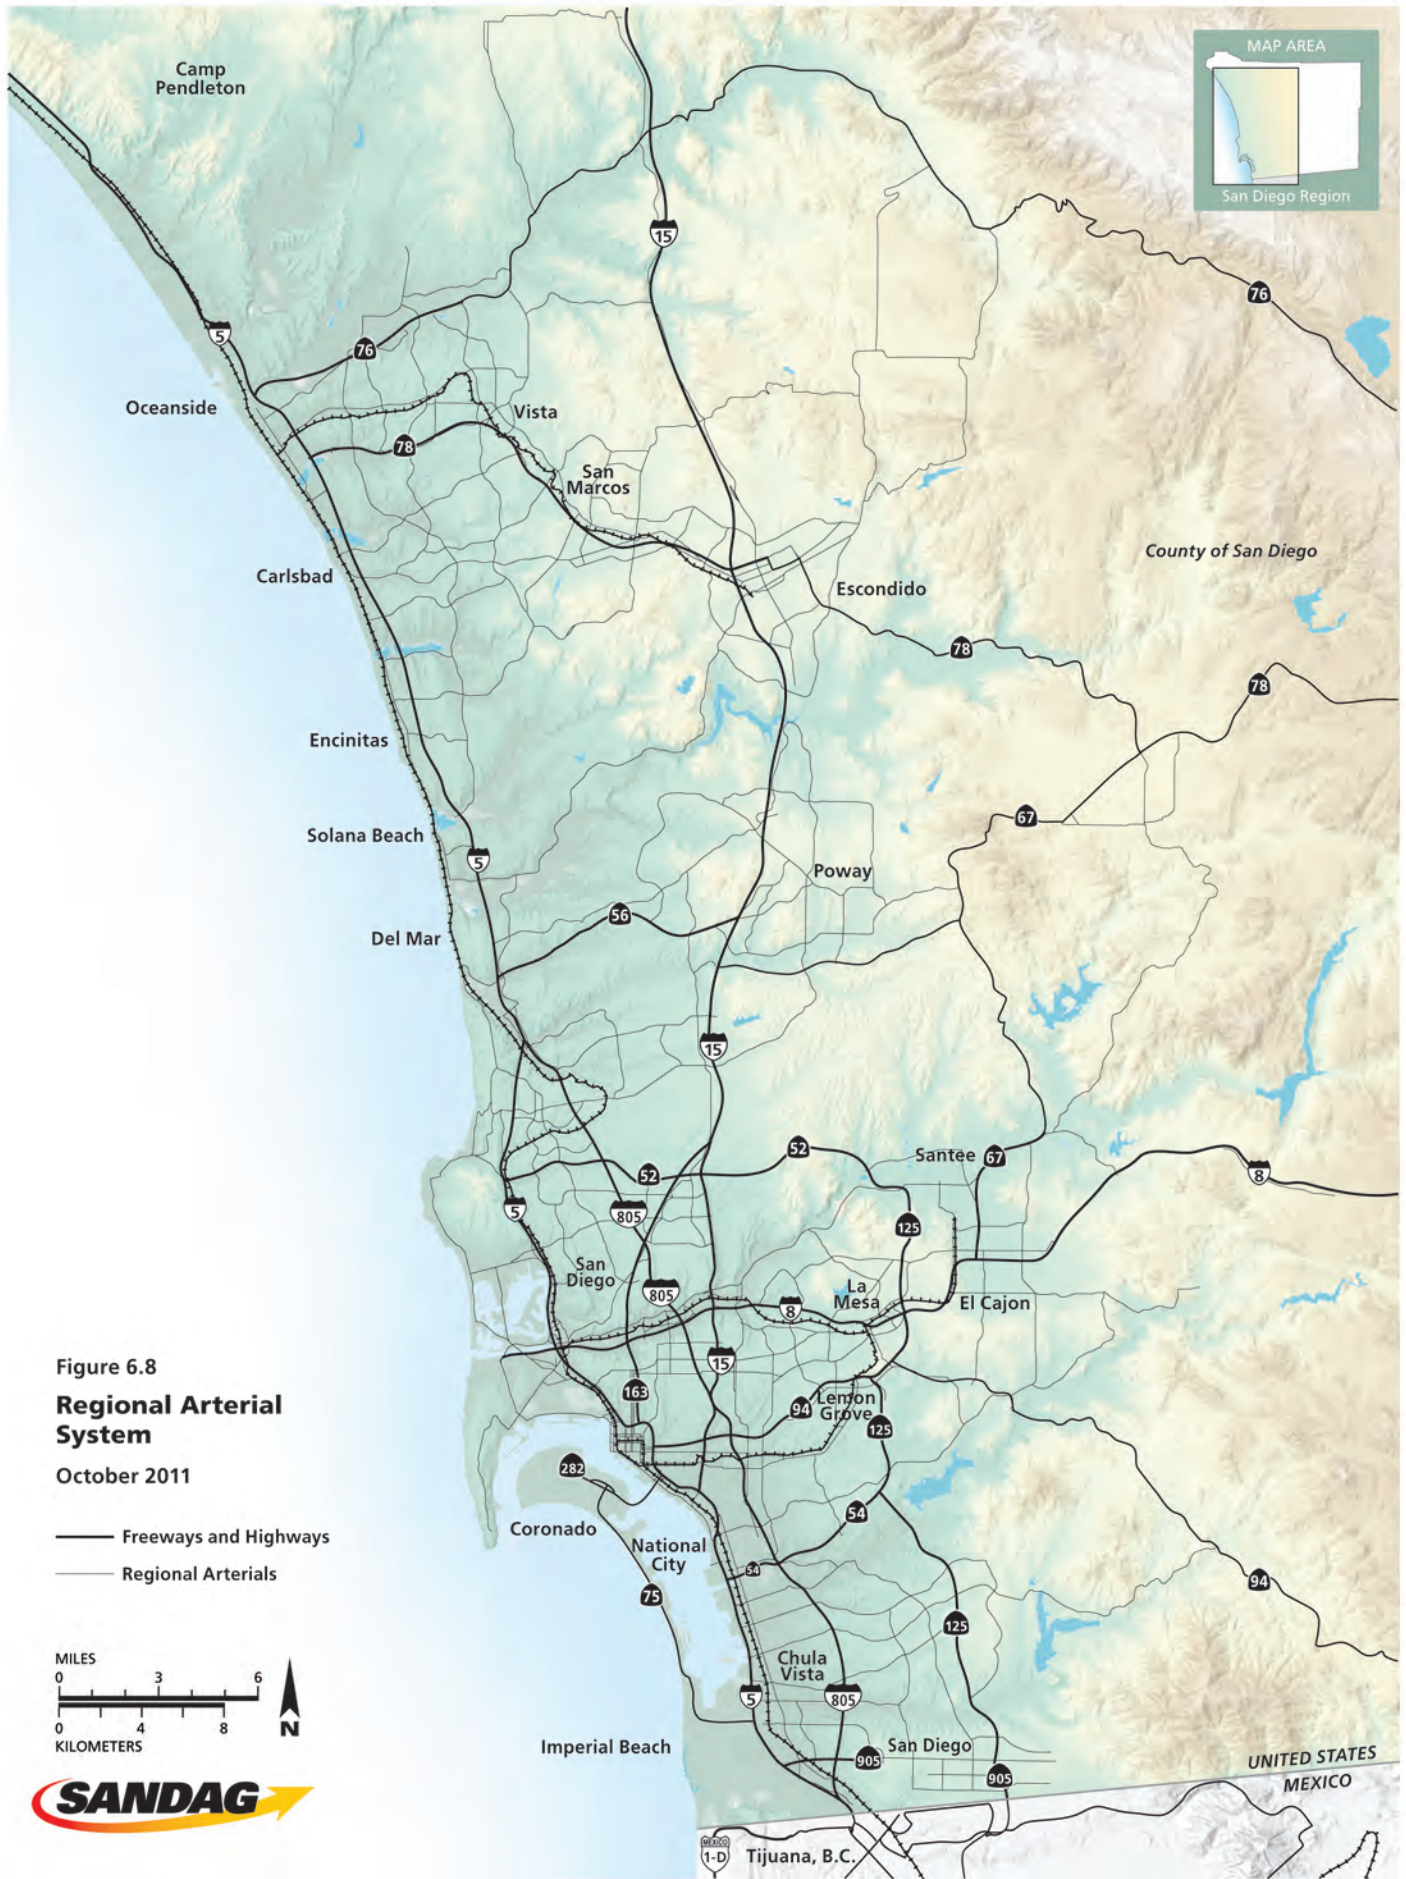 Camp
Pendleton
MAP AREA
San Diego Region
15
76
5
76
Oceanside
Vista
78
San
Marcos
County of San Diego
Carlsbad
Escondido
78
78
Encinitas
67
Solana Beach
5
Poway
56
Del Mar
15
52
Santee
67
52
8
5
805
125
San
Diego
805
La
Mesa
8
El Cajon
Figure 6.8
15
Regional Arterial
System
163
94
Lemon
Grove
125
October 2011
282
54
Coronado
Freeways and Highways
National
City
54
Regional Arterials
75
94
125
MILES
0 3 6
Chula
Vista
5
805
0 4 8
KILOMETERS
N
Imperial Beach
905
San Diego
905
UNITED STATES
MEXICO
SANDAG
MEXICO
1-D
Tijuana, B.C.